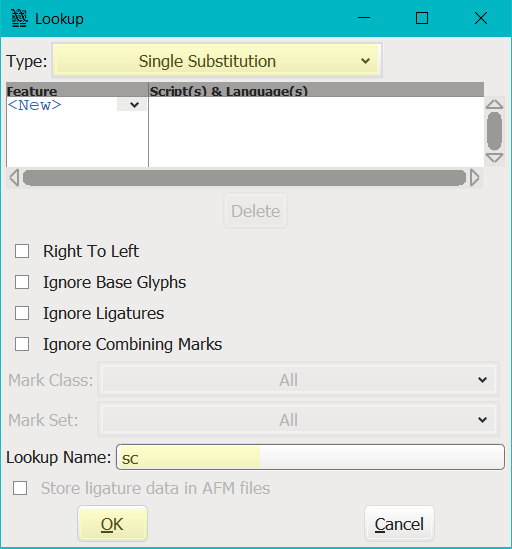 Lookup
Type: Single Substitution
Feature Script(s) & Language(s)
<New>
Delete
Right To Left
Ignore Base Glyphs
Ignore Ligatures
Ignore Combining Marks
Mark Class: All
Mark Set: All
Lookup Name: sc
Store ligature data in AFM files
OK Cancel